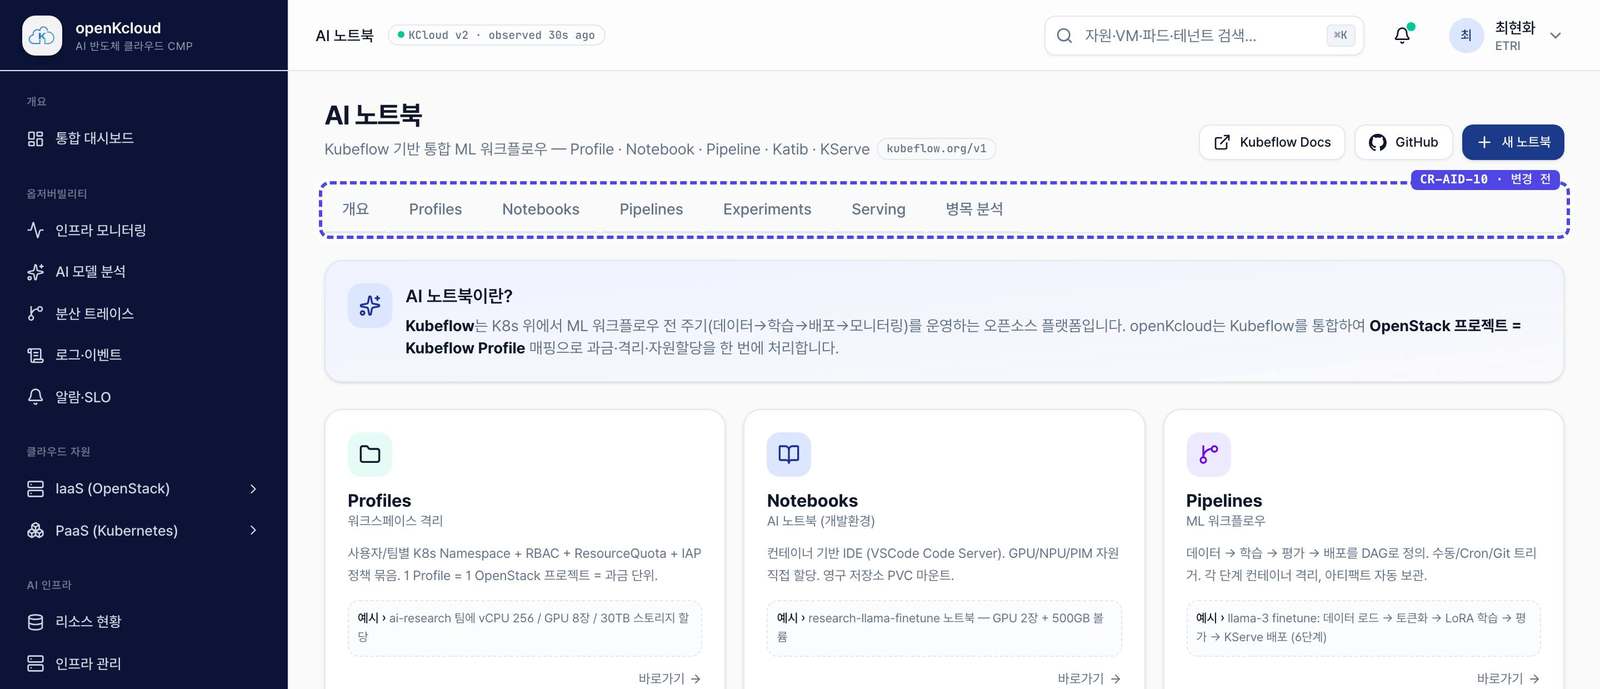 openKcloud
AI 반도체 클라우드 CMP
개요
통합 대시보드
옵저버빌리티
인프라 모니터링
AI 모델 분석
분산 트레이스
로그·이벤트
알람·SLO
클라우드 자원
IaaS (OpenStack)
PaaS (Kubernetes)
AI 인프라
리소스 현황
인프라 관리
AI 노트북
KCloud v2 · observed 30s ago
자원·VM·파드·테넌트 검색...
⌘K
최
최현화
ETRI
AI 노트북
Kubeflow 기반 통합 ML 워크플로우 — Profile · Notebook · Pipeline · Katib · KServe
kubeflow.org/v1
Kubeflow Docs
GitHub
새 노트북
CR-AID-10 · 변경 전
개요 Profiles Notebooks Pipelines Experiments Serving 병목 분석
AI 노트북이란?
Kubeflow는 K8s 위에서 ML 워크플로우 전 주기(데이터→학습→배포→모니터링)를 운영하는 오픈소스 플랫폼입니다. openKcloud는 Kubeflow를 통합하여 OpenStack 프로젝트 =
Kubeflow Profile 매핑으로 과금·격리·자원할당을 한 번에 처리합니다.
Profiles
워크스페이스 격리
사용자/팀별 K8s Namespace + RBAC + ResourceQuota + IAP
정책 묶음. 1 Profile = 1 OpenStack 프로젝트 = 과금 단위.
예시 › ai-research 팀에 vCPU 256 / GPU 8장 / 30TB 스토리지 할
당
바로가기 →
Notebooks
AI 노트북 (개발환경)
컨테이너 기반 IDE (VSCode Code Server). GPU/NPU/PIM 자원
직접 할당. 영구 저장소 PVC 마운트.
예시 › research-llama-finetune 노트북 — GPU 2장 + 500GB 볼
륨
바로가기 →
Pipelines
ML 워크플로우
데이터 → 학습 → 평가 → 배포를 DAG로 정의. 수동/Cron/Git 트리
거. 각 단계 컨테이너 격리, 아티팩트 자동 보관.
예시 › llama-3 finetune: 데이터 로드 → 토큰화 → LoRA 학습 → 평
가 → KServe 배포 (6단계)
바로가기 →